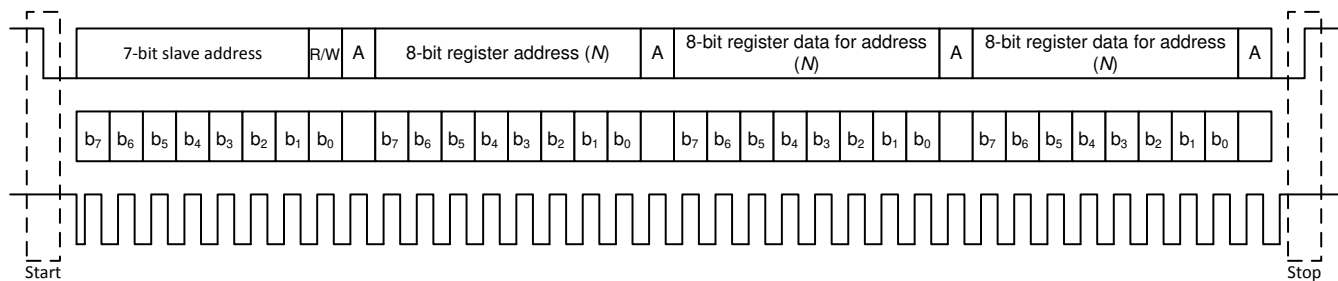 7-bit slave address R/W A 8-bit register address (N) A 8-bit register data for address (N) A 8-bit register data for address (N) A
b7 b6 b5 b4 b3 b2 b1 b0 b7 b6 b5 b4 b3 b2 b1 b0 b7 b6 b5 b4 b3 b2 b1 b0 b7 b6 b5 b4 b3 b2 b1 b0
Start Stop